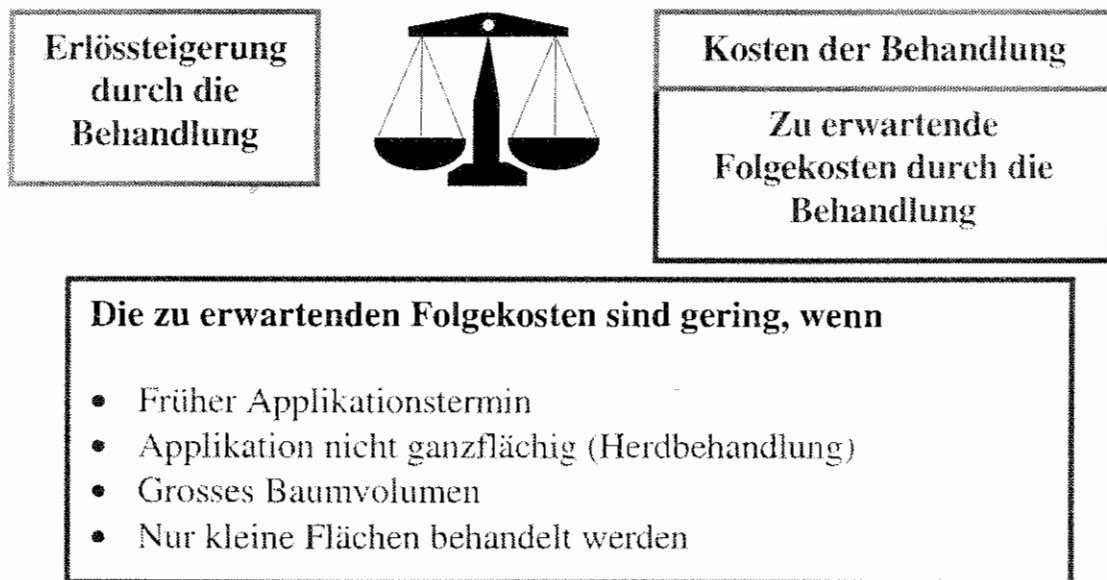 Erlössteigerung
durch die
Behandlung
Kosten der Behandlung
Zu erwartende
Folgekosten durch die
Behandlung
Die zu erwartenden Folgekosten sind gering, wenn
• Früher Applikationstermin
• Applikation nicht ganzflächig (Herdbehandlung)
• Grosses Baumvolumen
• Nur kleine Flächen behandelt werden